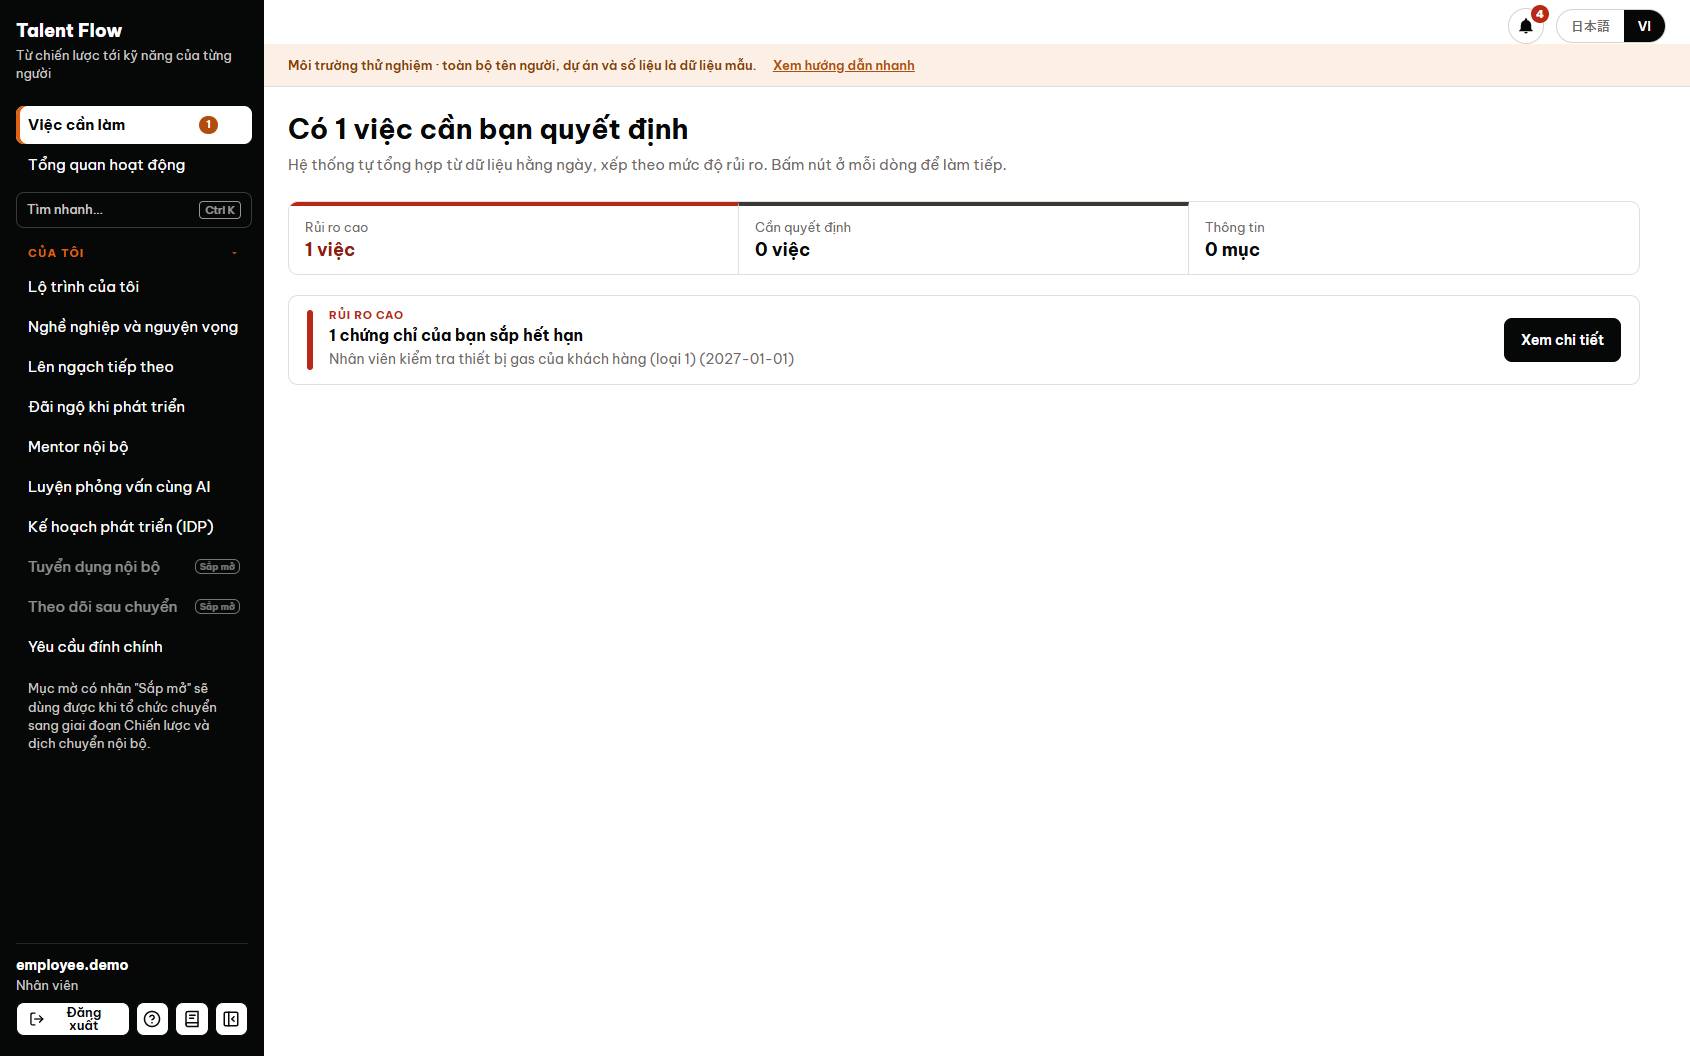 Talent Flow
Từ chiến lược tới kỹ năng của từng
người
Việc cần làm 1
Tổng quan hoạt động
Tìm nhanh... Ctrl K
CỦA TÔI
Lộ trình của tôi
Nghề nghiệp và nguyện vọng
Lên ngạch tiếp theo
Đãi ngộ khi phát triển
Mentor nội bộ
Luyện phỏng vấn cùng AI
Kế hoạch phát triển (IDP)
Tuyển dụng nội bộ Sắp mở
Theo dõi sau chuyển Sắp mở
Yêu cầu đính chính
Mục mờ có nhãn "Sắp mở" sẽ
dùng được khi tổ chức chuyển
sang giai đoạn Chiến lược và
dịch chuyển nội bộ.
employee.demo
Nhân viên
Đăng
xuất
4
日本語 VI
Môi trường thử nghiệm · toàn bộ tên người, dự án và số liệu là dữ liệu mẫu. Xem hướng dẫn nhanh
Có 1 việc cần bạn quyết định
Hệ thống tự tổng hợp từ dữ liệu hằng ngày, xếp theo mức độ rủi ro. Bấm nút ở mỗi dòng để làm tiếp.
Rủi ro cao
1 việc
Cần quyết định
0 việc
Thông tin
0 mục
RỦI RO CAO
1 chứng chỉ của bạn sắp hết hạn
Nhân viên kiểm tra thiết bị gas của khách hàng (loại 1) (2027-01-01)
Xem chi tiết